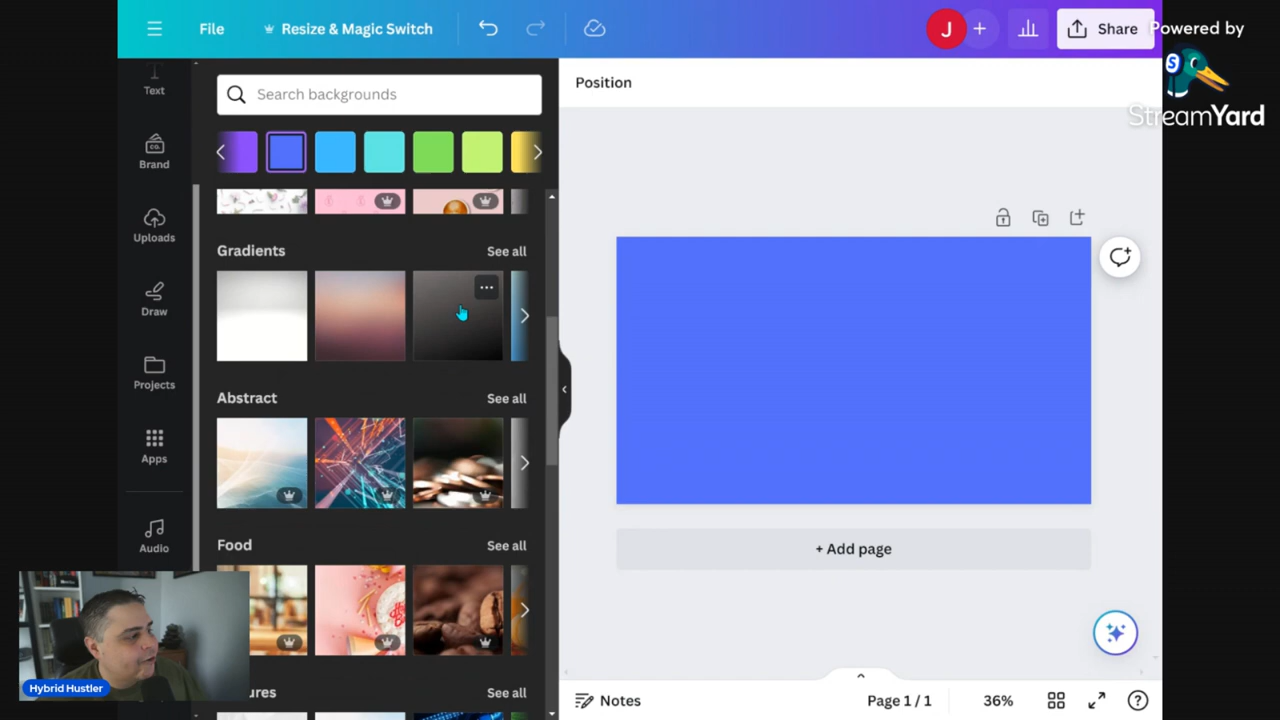 File
Resize & Magic Switch
J
Share
Powered by
S
StreamYard
Text
Brand
Uploads
Draw
Projects
Apps
Audio
Search backgrounds
Gradients
See all
Abstract
See all
Food
See all
ures
See all
Position
+ Add page
Notes
Page 1 / 1
36%
Hybrid Hustler